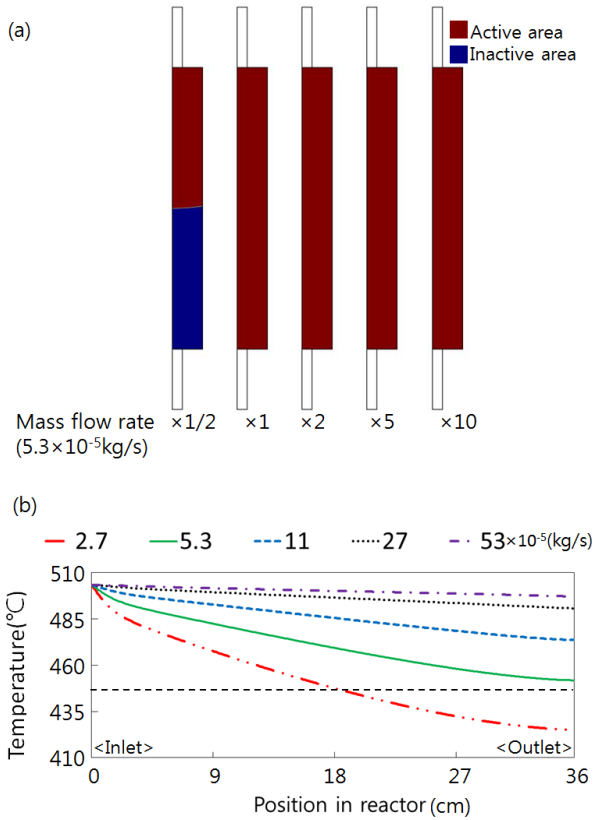 (a)
Active area
Inactive area
Mass flow rate ×1/2 ×1 ×2 ×5 ×10
(5.3×10⁻⁵kg/s)
(b)
2.7 5.3 11 27 53×10⁻⁵(kg/s)
510
485
460
435
410
Temperature(℃)
<Inlet> <Outlet>
0 9 18 27 36
Position in reactor (cm)